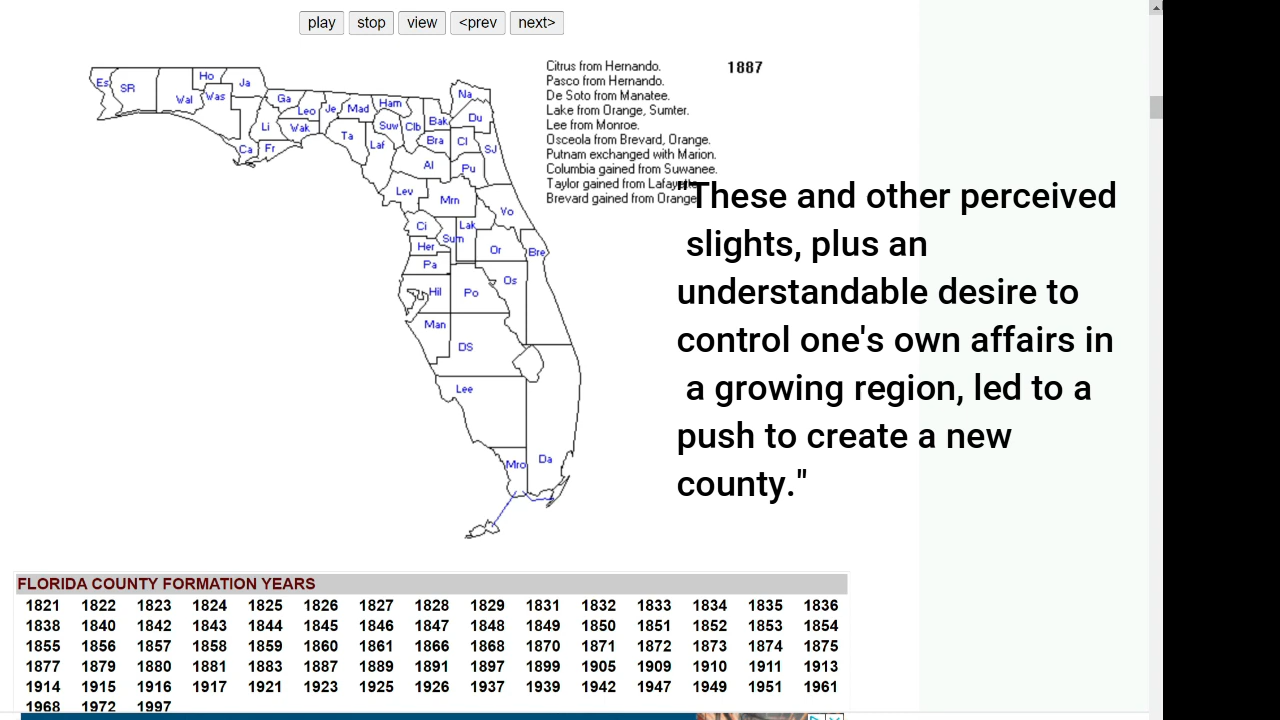 play stop view <prev next>
Citrus from Hernando.
Pasco from Hernando.
De Soto from Manatee.
Lake from Orange, Sumter.
Lee from Monroe.
Osceola from Brevard, Orange.
Putnam exchanged with Marion.
Columbia gained from Suwanee.
Taylor gained from Lafayette.
Brevard gained from Orange
1887
"These and other perceived
slights, plus an
understandable desire to
control one's own affairs in
a growing region, led to a
push to create a new
county."
Es
SR
Wal
Ho
Was
Ja
Ca
Ga
Li
Fr
Leo
Wak
Je
Mad
Ta
Ham
Suw
Laf
Clb
Bak
Na
Du
Bra
Cl
SJ
Al
Pu
Lev
Mrn
Vo
Ci
Lak
Sum
Her
Or
Bre
Pa
Os
Hil
Po
Man
DS
Lee
Mro
Da
FLORIDA COUNTY FORMATION YEARS
1821 1822 1823 1824 1825 1826 1827 1828 1829 1831 1832 1833 1834 1835 1836
1838 1840 1842 1843 1844 1845 1846 1847 1848 1849 1850 1851 1852 1853 1854
1855 1856 1857 1858 1859 1860 1861 1866 1868 1870 1871 1872 1873 1874 1875
1877 1879 1880 1881 1883 1887 1889 1891 1897 1899 1905 1909 1910 1911 1913
1914 1915 1916 1917 1921 1923 1925 1926 1937 1939 1942 1947 1949 1951 1961
1968 1972 1997